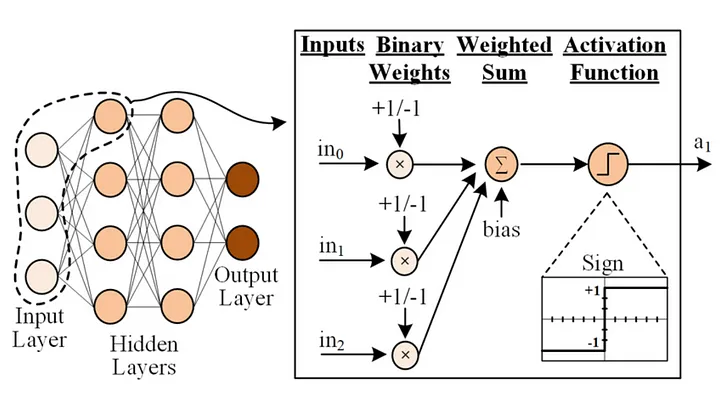 Inputs Binary Weights Weighted Sum Activation Function
+1/-1
in0
×
Σ
a1
bias
+1/-1
in1
×
Sign
+1
-1
+1/-1
in2
×
Input
Layer
Hidden
Layers
Output
Layer